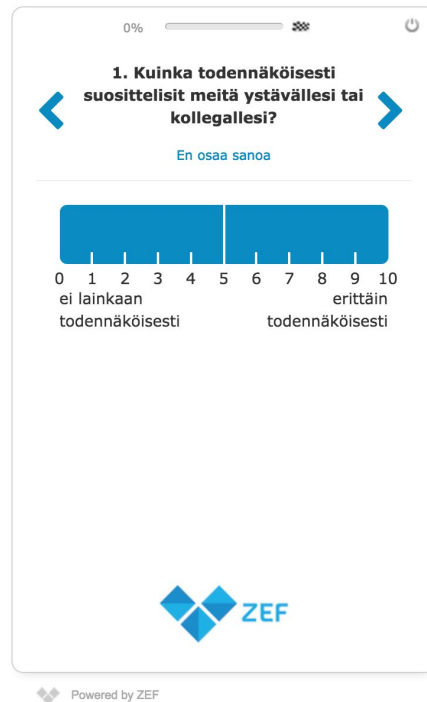 0%
1. Kuinka todennäköisesti
suosittelisit meitä ystävällesi tai
kollegallesi?
En osaa sanoa
0 1 2 3 4 5 6 7 8 9 10
ei lainkaan erittäin
todennäköisesti todennäköisesti
ZEF
Powered by ZEF